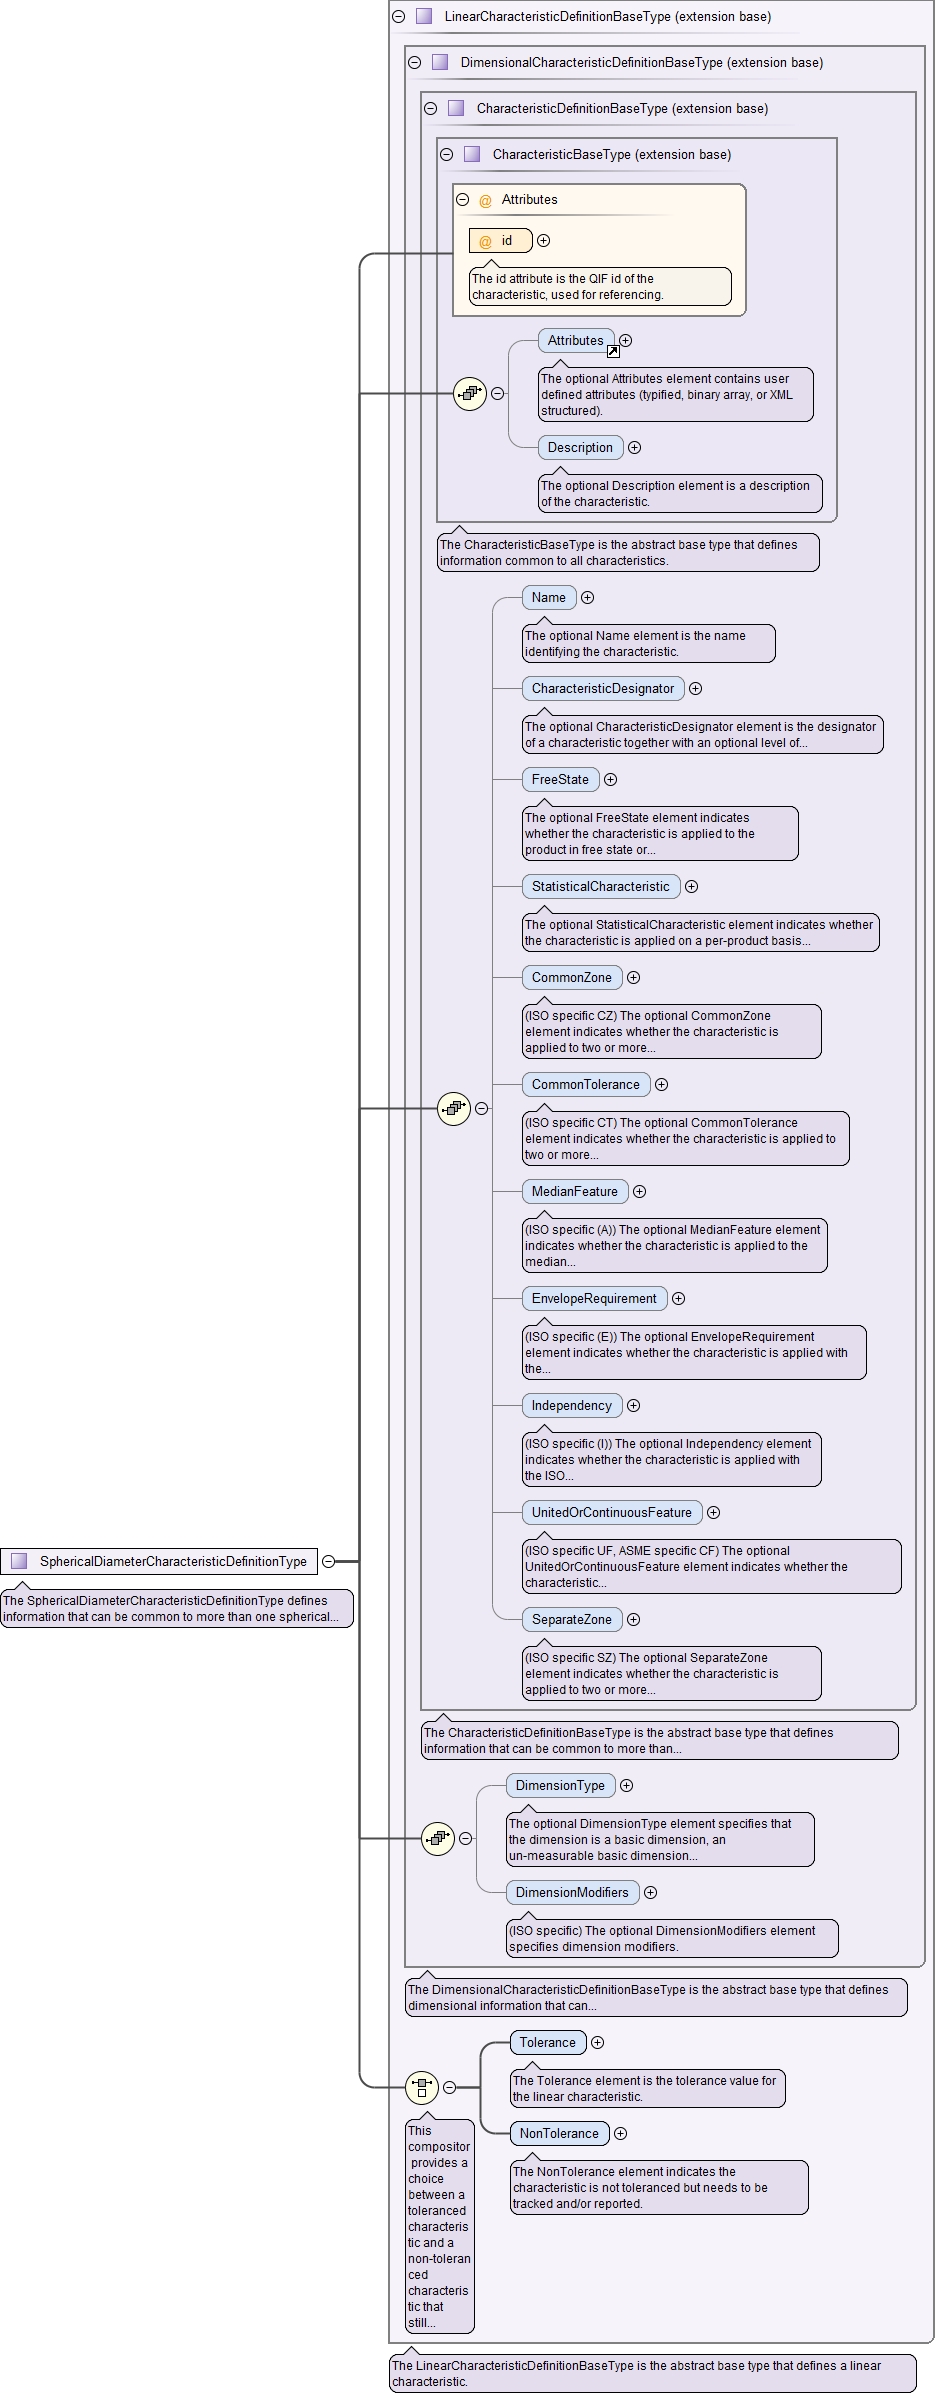 LinearCharacteristicDefinitionBaseType (extension base)
DimensionalCharacteristicDefinitionBaseType (extension base)
CharacteristicDefinitionBaseType (extension base)
CharacteristicBaseType (extension base)
@ Attributes
@ id
The id attribute is the QIF id of the
characteristic, used for referencing.
Attributes
The optional Attributes element contains user
defined attributes (typified, binary array, or XML
structured).
Description
The optional Description element is a description
of the characteristic.
The CharacteristicBaseType is the abstract base type that defines
information common to all characteristics.
Name
The optional Name element is the name
identifying the characteristic.
CharacteristicDesignator
The optional CharacteristicDesignator element is the designator
of a characteristic together with an optional level of...
FreeState
The optional FreeState element indicates
whether the characteristic is applied to the
product in free state or...
StatisticalCharacteristic
The optional StatisticalCharacteristic element indicates whether
the characteristic is applied on a per-product basis...
CommonZone
(ISO specific CZ) The optional CommonZone
element indicates whether the characteristic is
applied to two or more...
CommonTolerance
(ISO specific CT) The optional CommonTolerance
element indicates whether the characteristic is applied to
two or more...
MedianFeature
(ISO specific (A)) The optional MedianFeature element
indicates whether the characteristic is applied to the
median...
EnvelopeRequirement
(ISO specific (E)) The optional EnvelopeRequirement
element indicates whether the characteristic is applied with
the...
Independency
(ISO specific (I)) The optional Independency element
indicates whether the characteristic is applied with
the ISO...
UnitedOrContinuousFeature
(ISO specific UF, ASME specific CF) The optional
UnitedOrContinuousFeature element indicates whether the
characteristic...
SphericalDiameterCharacteristicDefinitionType
The SphericalDiameterCharacteristicDefinitionType defines
information that can be common to more than one spherical...
SeparateZone
(ISO specific SZ) The optional SeparateZone
element indicates whether the characteristic is
applied to two or more...
The CharacteristicDefinitionBaseType is the abstract base type that defines
information that can be common to more than...
DimensionType
The optional DimensionType element specifies that
the dimension is a basic dimension, an
un-measurable basic dimension...
DimensionModifiers
(ISO specific) The optional DimensionModifiers element
specifies dimension modifiers.
The DimensionalCharacteristicDefinitionBaseType is the abstract base type that defines
dimensional information that can...
Tolerance
The Tolerance element is the tolerance value for
the linear characteristic.
NonTolerance
The NonTolerance element indicates the
characteristic is not toleranced but needs to be
tracked and/or reported.
This
compositor
provides a
choice
between a
toleranced
characteris
tic and a
non-toleran
ced
characteris
tic that
still...
The LinearCharacteristicDefinitionBaseType is the abstract base type that defines a linear
characteristic.